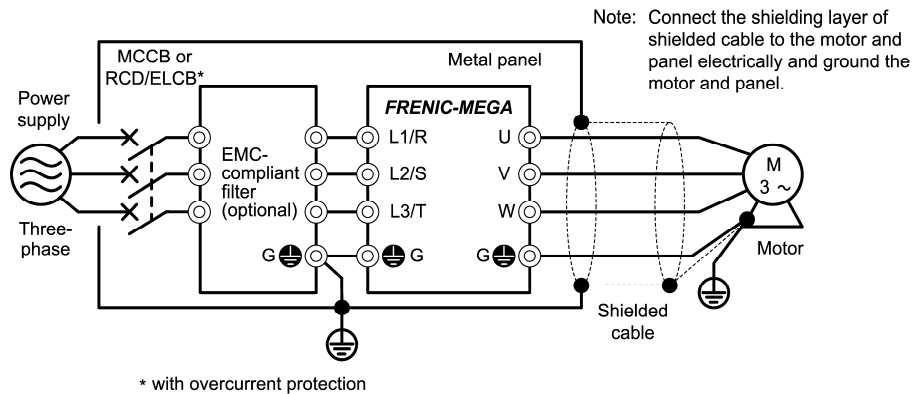 Note: Connect the shielding layer of
shielded cable to the motor and
panel electrically and ground the
motor and panel.
MCCB or
RCD/ELCB*
Metal panel
Power
supply
FRENIC-MEGA
L1/R
U
EMC-
compliant
filter
(optional)
L2/S
V
M
3 ~
L3/T
W
Three-
phase
Motor
G
G
G
Shielded
cable
* with overcurrent protection